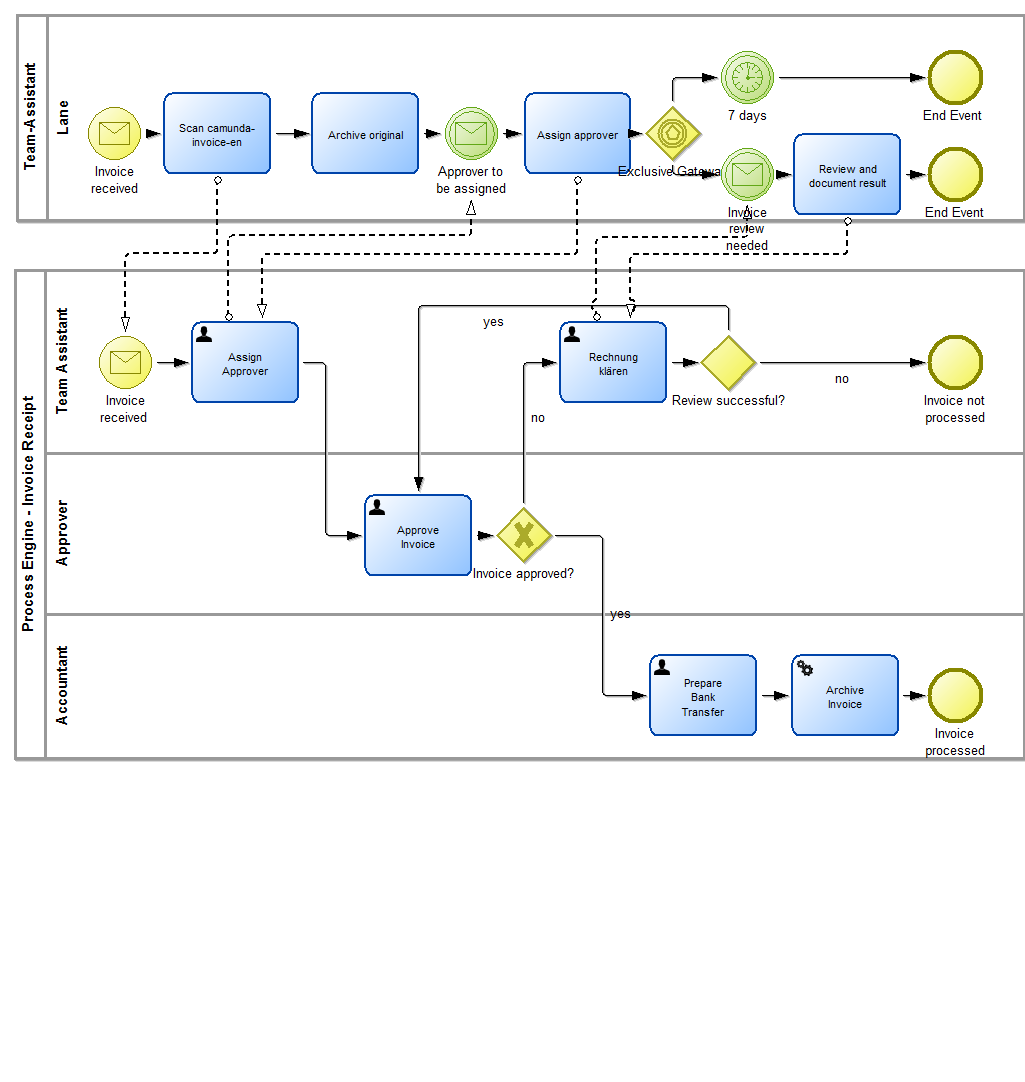 Team-Assistant
Lane
Invoice
received
Scan camunda-
invoice-en
Archive original
Approver to
be assigned
Assign approver
Exclusive Gatewa
7 days
End Event
Invoice
review
needed
Review and
document result
End Event
Process Engine - Invoice Receipt
Team Assistant
Invoice
received
Assign
Approver
yes
Rechnung
klären
Review successful?
no
Invoice not
processed
no
Approver
Approve
Invoice
Invoice approved?
yes
Accountant
Prepare
Bank
Transfer
Archive
Invoice
Invoice
processed